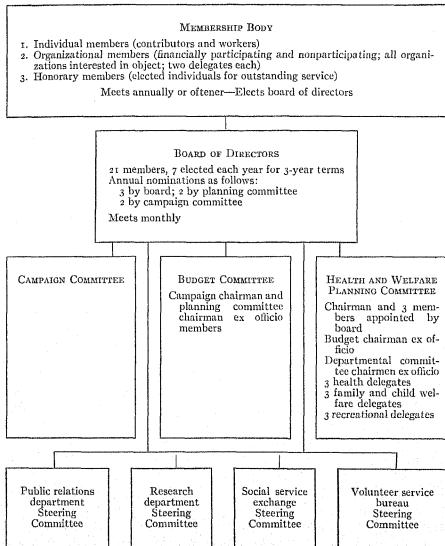 MEMBERSHIP BODY
1. Individual members (contributors and workers)
2. Organizational members (financially participating and nonparticipating; all organi-
zations interested in object; two delegates each)
3. Honorary members (elected individuals for outstanding service)
Meets annually or oftener—Elects board of directors
BOARD OF DIRECTORS
21 members, 7 elected each year for 3-year terms
Annual nominations as follows:
3 by board; 2 by planning committee
2 by campaign committee
Meets monthly
CAMPAIGN COMMITTEE
BUDGET COMMITTEE
Campaign chairman and
planning committee
chairman ex officio
members
HEALTH AND WELFARE
PLANNING COMMITTEE
Chairman and 3 mem-
bers appointed by
board
Budget chairman ex of-
ficio
Departmental commit-
tee chairmen ex officio
3 health delegates
3 family and child wel-
fare delegates
3 recreational delegates
Public relations
department
Steering
Committee
Research
department
Steering
Committee
Social service
exchange
Steering
Committee
Volunteer service
bureau
Steering
Committee